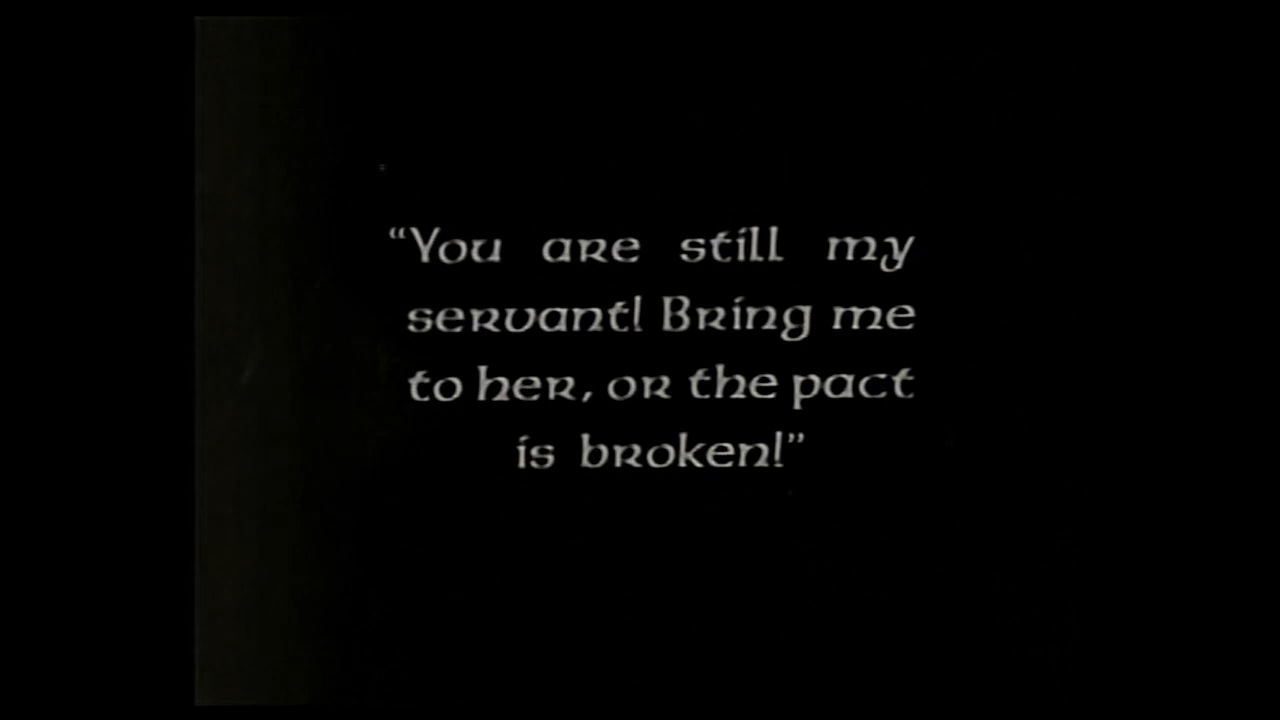 “You are still my
servant! Bring me
to her, or the pact
is broken!”